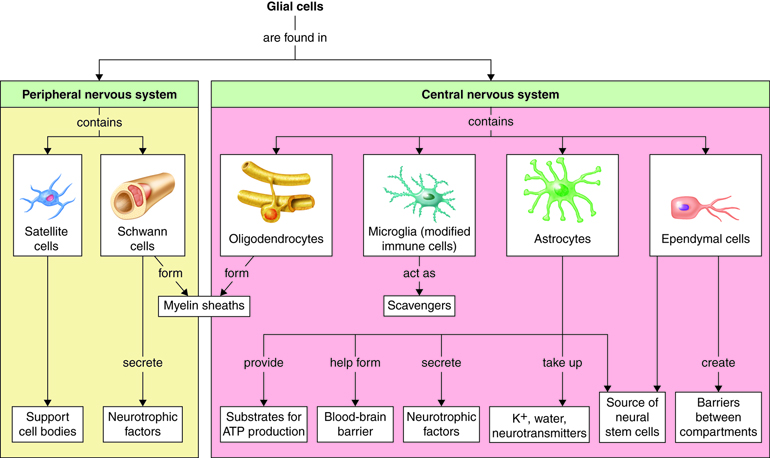 Glial cells
are found in
Peripheral nervous system
Central nervous system
contains
contains
Satellite
cells
Schwann
cells
Oligodendrocytes
Microglia (modified
immune cells)
Astrocytes
Ependymal cells
form
form
act as
Myelin sheaths
Scavengers
secrete
provide
help form
secrete
take up
create
Support
cell bodies
Neurotrophic
factors
Substrates for
ATP production
Blood-brain
barrier
Neurotrophic
factors
K+, water,
neurotransmitters
Source of
neural
stem cells
Barriers
between
compartments